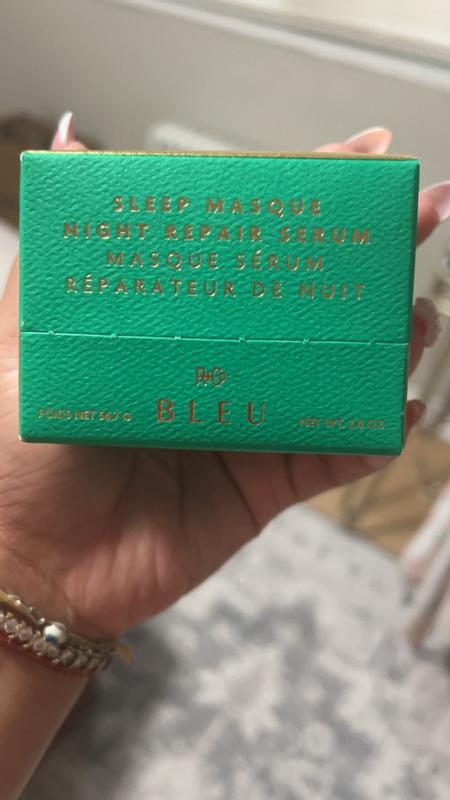 SLEEP MASQUE
NIGHT REPAIR SERUM
MASQUE SÉRUM
RÉPARATEUR DE NUIT
R+Co
BLEU
POIDS NET 56.7 G
NET WT. 2.0 OZ